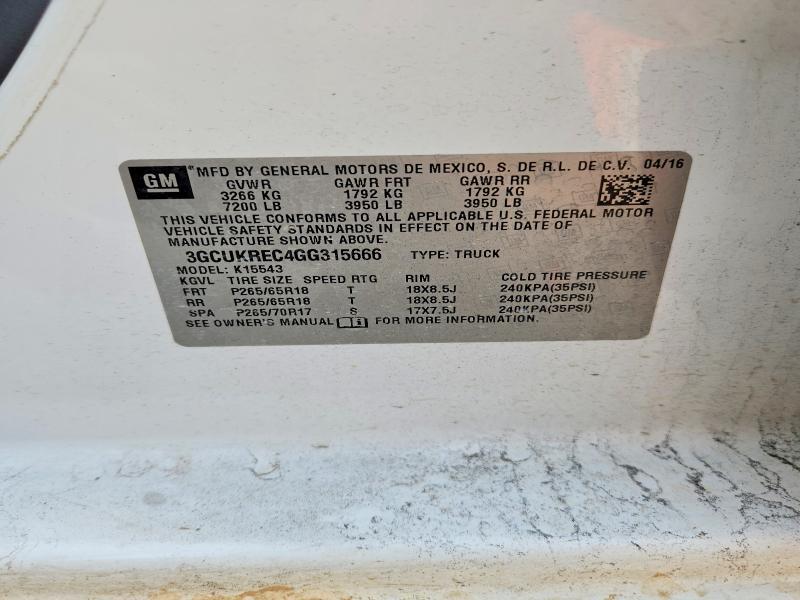 GM "MFD BY GENERAL MOTORS DE MEXICO, S. DE R.L. DE C.V. 04/16
GVWR GAWR FRT GAWR RR
3266 KG 1792 KG 1792 KG
7200 LB 3950 LB 3950 LB
THIS VEHICLE CONFORMS TO ALL APPLICABLE U.S. FEDERAL MOTOR
VEHICLE SAFETY STANDARDS IN EFFECT ON THE DATE OF
MANUFACTURE SHOWN ABOVE.
3GCUKREC4GG315666 TYPE: TRUCK
MODEL: K15543
KGVL TIRE SIZE SPEED RTG RIM COLD TIRE PRESSURE
FRT P265/65R18 T 18X8.5J 240KPA(35PSI)
RR P265/65R18 T 18X8.5J 240KPA(35PSI)
SPA P265/70R17 S 17X7.5J 240KPA(35PSI)
SEE OWNER'S MANUAL FOR MORE INFORMATION.